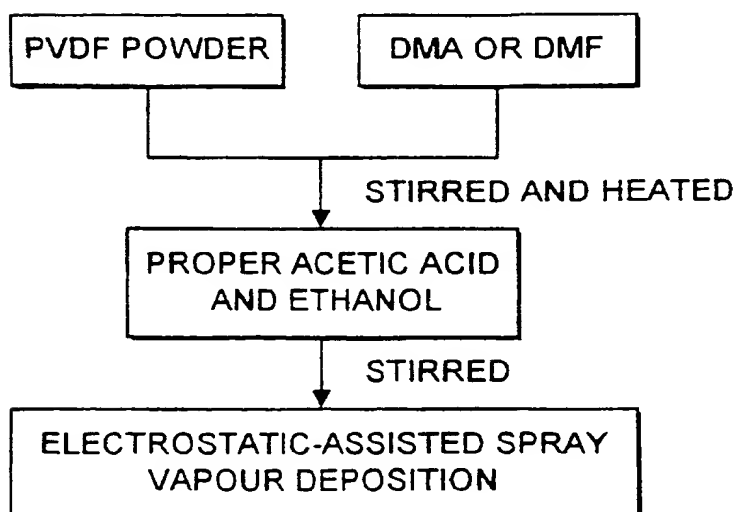 PVDF POWDER
DMA OR DMF
STIRRED AND HEATED
PROPER ACETIC ACID
AND ETHANOL
STIRRED
ELECTROSTATIC-ASSISTED SPRAY
VAPOUR DEPOSITION